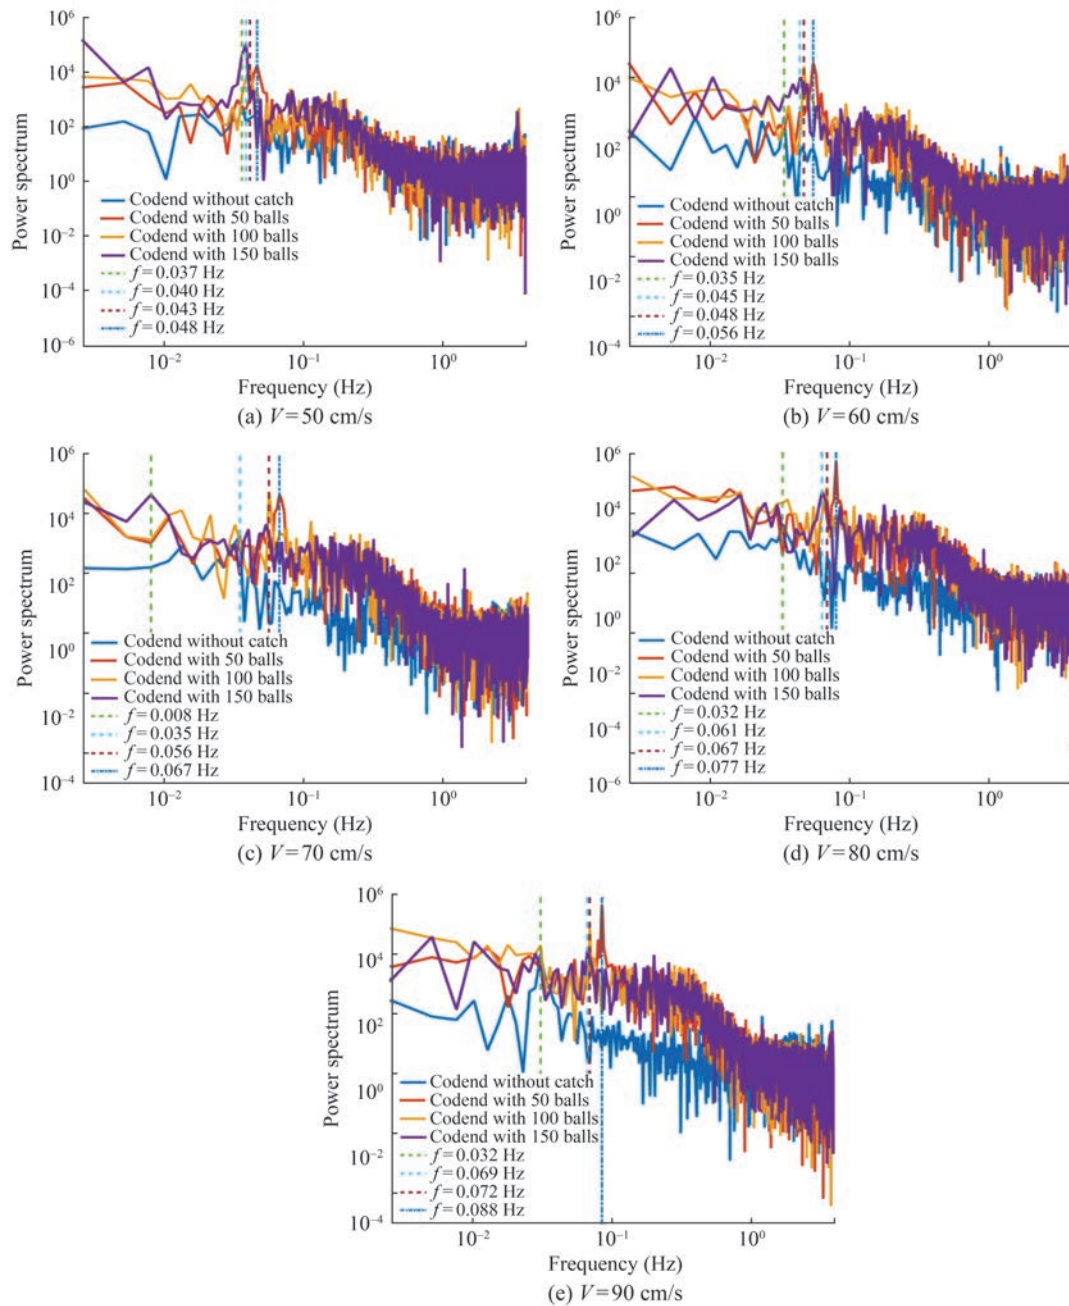 10⁶ 10⁶
10⁴ 10⁴
10² 10²
10⁰ 10⁰
10⁻² 10⁻²
10⁻⁴
10⁻⁶ 10⁻⁴
Power spectrum Power spectrum
Codend without catch
Codend with 50 balls
Codend with 100 balls
Codend with 150 balls
f=0.037 Hz
f=0.040 Hz
f=0.043 Hz
f=0.048 Hz
Codend without catch
Codend with 50 balls
Codend with 100 balls
Codend with 150 balls
f=0.035 Hz
f=0.045 Hz
f=0.048 Hz
f=0.056 Hz
10⁻² 10⁻¹ 10⁰ 10⁻² 10⁻¹ 10⁰
Frequency (Hz) Frequency (Hz)
(a) V=50 cm/s (b) V=60 cm/s
10⁶ 10⁶
10⁴ 10⁴
10² 10²
10⁰ 10⁰
10⁻² 10⁻²
10⁻⁴
10⁻⁴ 10⁻⁶
Power spectrum Power spectrum
Codend without catch
Codend with 50 balls
Codend with 100 balls
Codend with 150 balls
f=0.008 Hz
f=0.035 Hz
f=0.056 Hz
f=0.067 Hz
Codend without catch
Codend with 50 balls
Codend with 100 balls
Codend with 150 balls
f=0.032 Hz
f=0.061 Hz
f=0.067 Hz
f=0.077 Hz
10⁻² 10⁻¹ 10⁰ 10⁻² 10⁻¹ 10⁰
Frequency (Hz) Frequency (Hz)
(c) V=70 cm/s (d) V=80 cm/s
10⁶
10⁴
10²
10⁰
10⁻²
10⁻⁴
Power spectrum
Codend without catch
Codend with 50 balls
Codend with 100 balls
Codend with 150 balls
f=0.032 Hz
f=0.069 Hz
f=0.072 Hz
f=0.088 Hz
10⁻² 10⁻¹ 10⁰
Frequency (Hz)
(e) V=90 cm/s